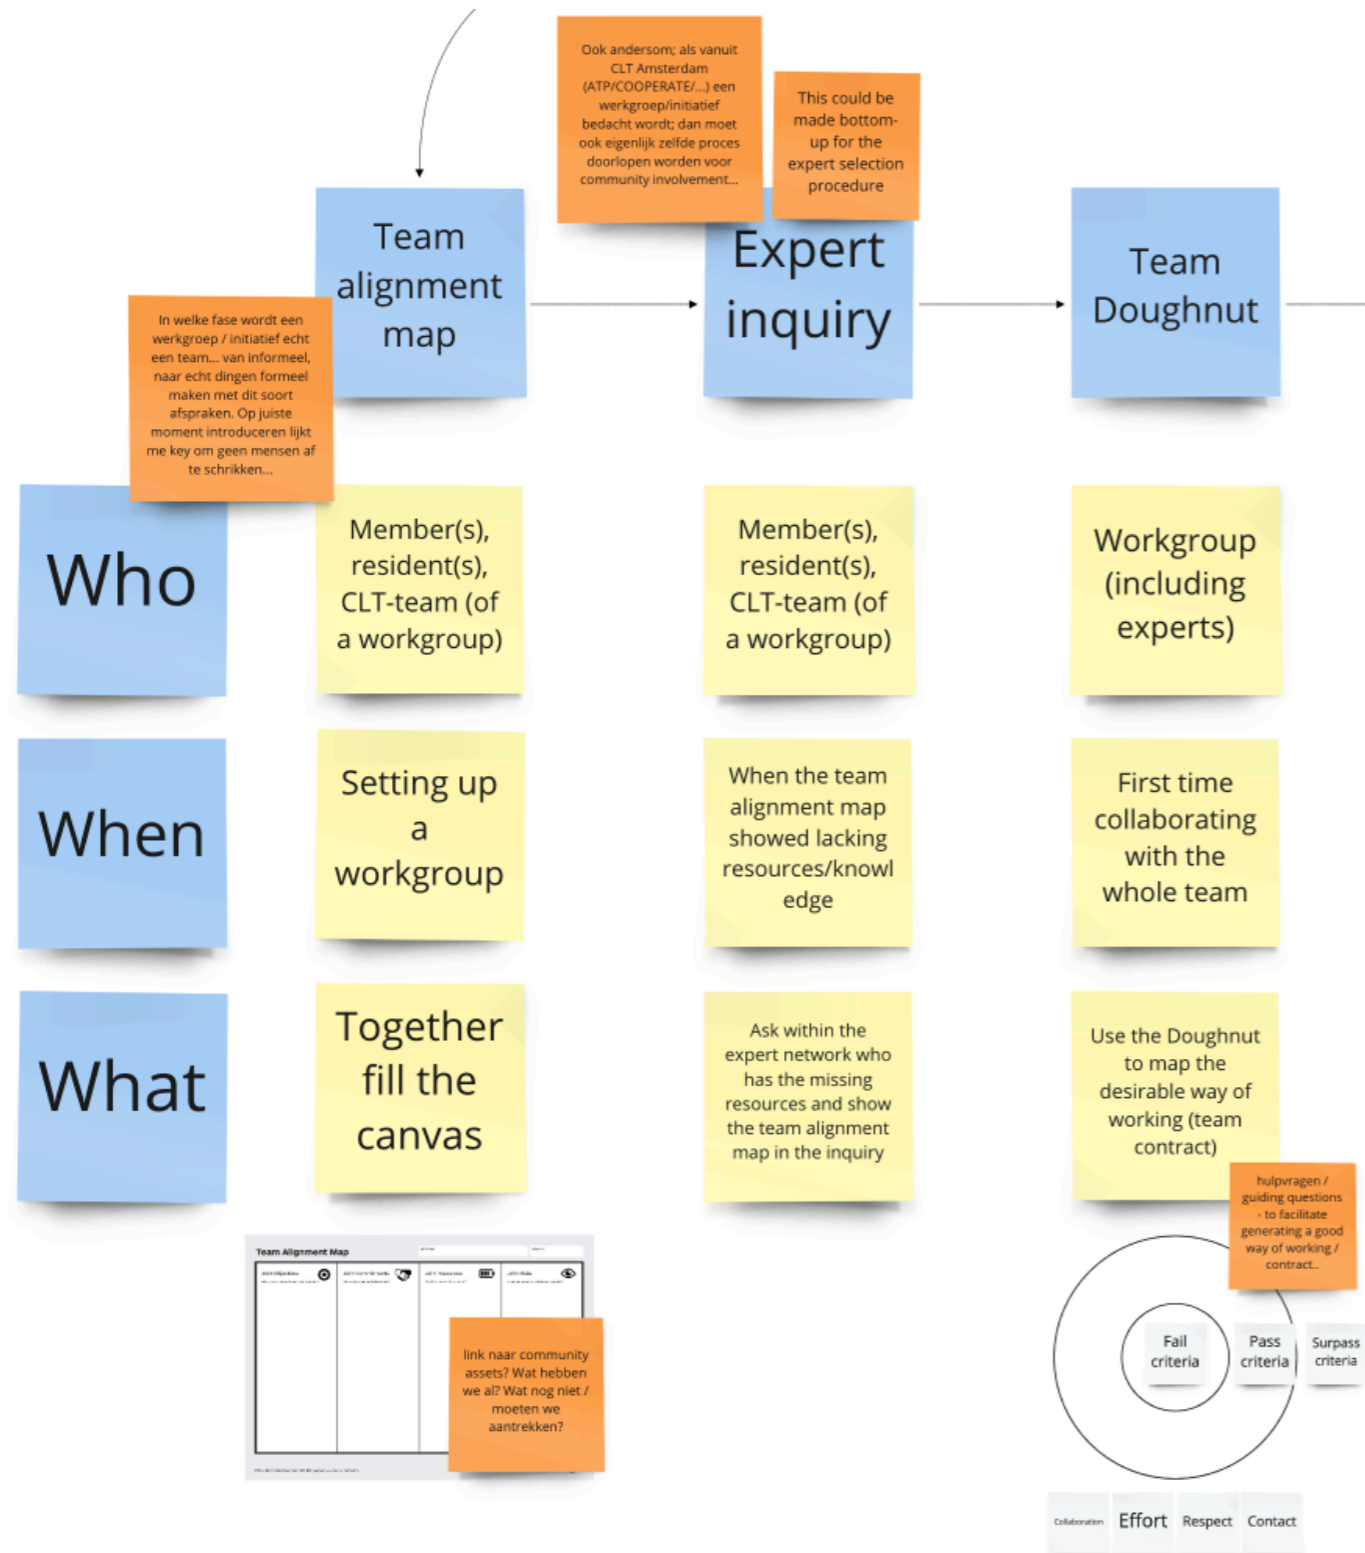 Ook andersom; als vanuit
CLT Amsterdam
(ATP/COOPERATE/...) een
werkgroep/initiatief
bedacht wordt; dan moet
ook eigenlijk zelfde proces
doorlopen worden voor
community involvement...
This could be
made bottom-
up for the
expert selection
procedure
Team
alignment
map
Expert
inquiry
Team
Doughnut
In welke fase wordt een
werkgroep / initiatief echt
een team... van informeel,
naar echt dingen formeel
maken met dit soort
afspraken. Op juiste
moment introduceren lijkt
me key om geen mensen af
te schrikken...
Who
Member(s),
resident(s),
CLT-team (of
a workgroup)
Member(s),
resident(s),
CLT-team (of
a workgroup)
Workgroup
(including
experts)
When
Setting up
a
workgroup
When the team
alignment map
showed lacking
resources/knowl
edge
First time
collaborating
with the
whole team
What
Together
fill the
canvas
Ask within the
expert network who
has the missing
resources and show
the team alignment
map in the inquiry
Use the Doughnut
to map the
desirable way of
working (team
contract)
hulpvragen /
guiding questions
- to facilitate
generating a good
way of working /
contract..
Team Alignment Map
link naar community
assets? Wat hebben
we al? Wat nog niet /
moeten we
aantrekken?
Fail
criteria
Pass
criteria
Surpass
criteria
Collaboration
Effort
Respect
Contact